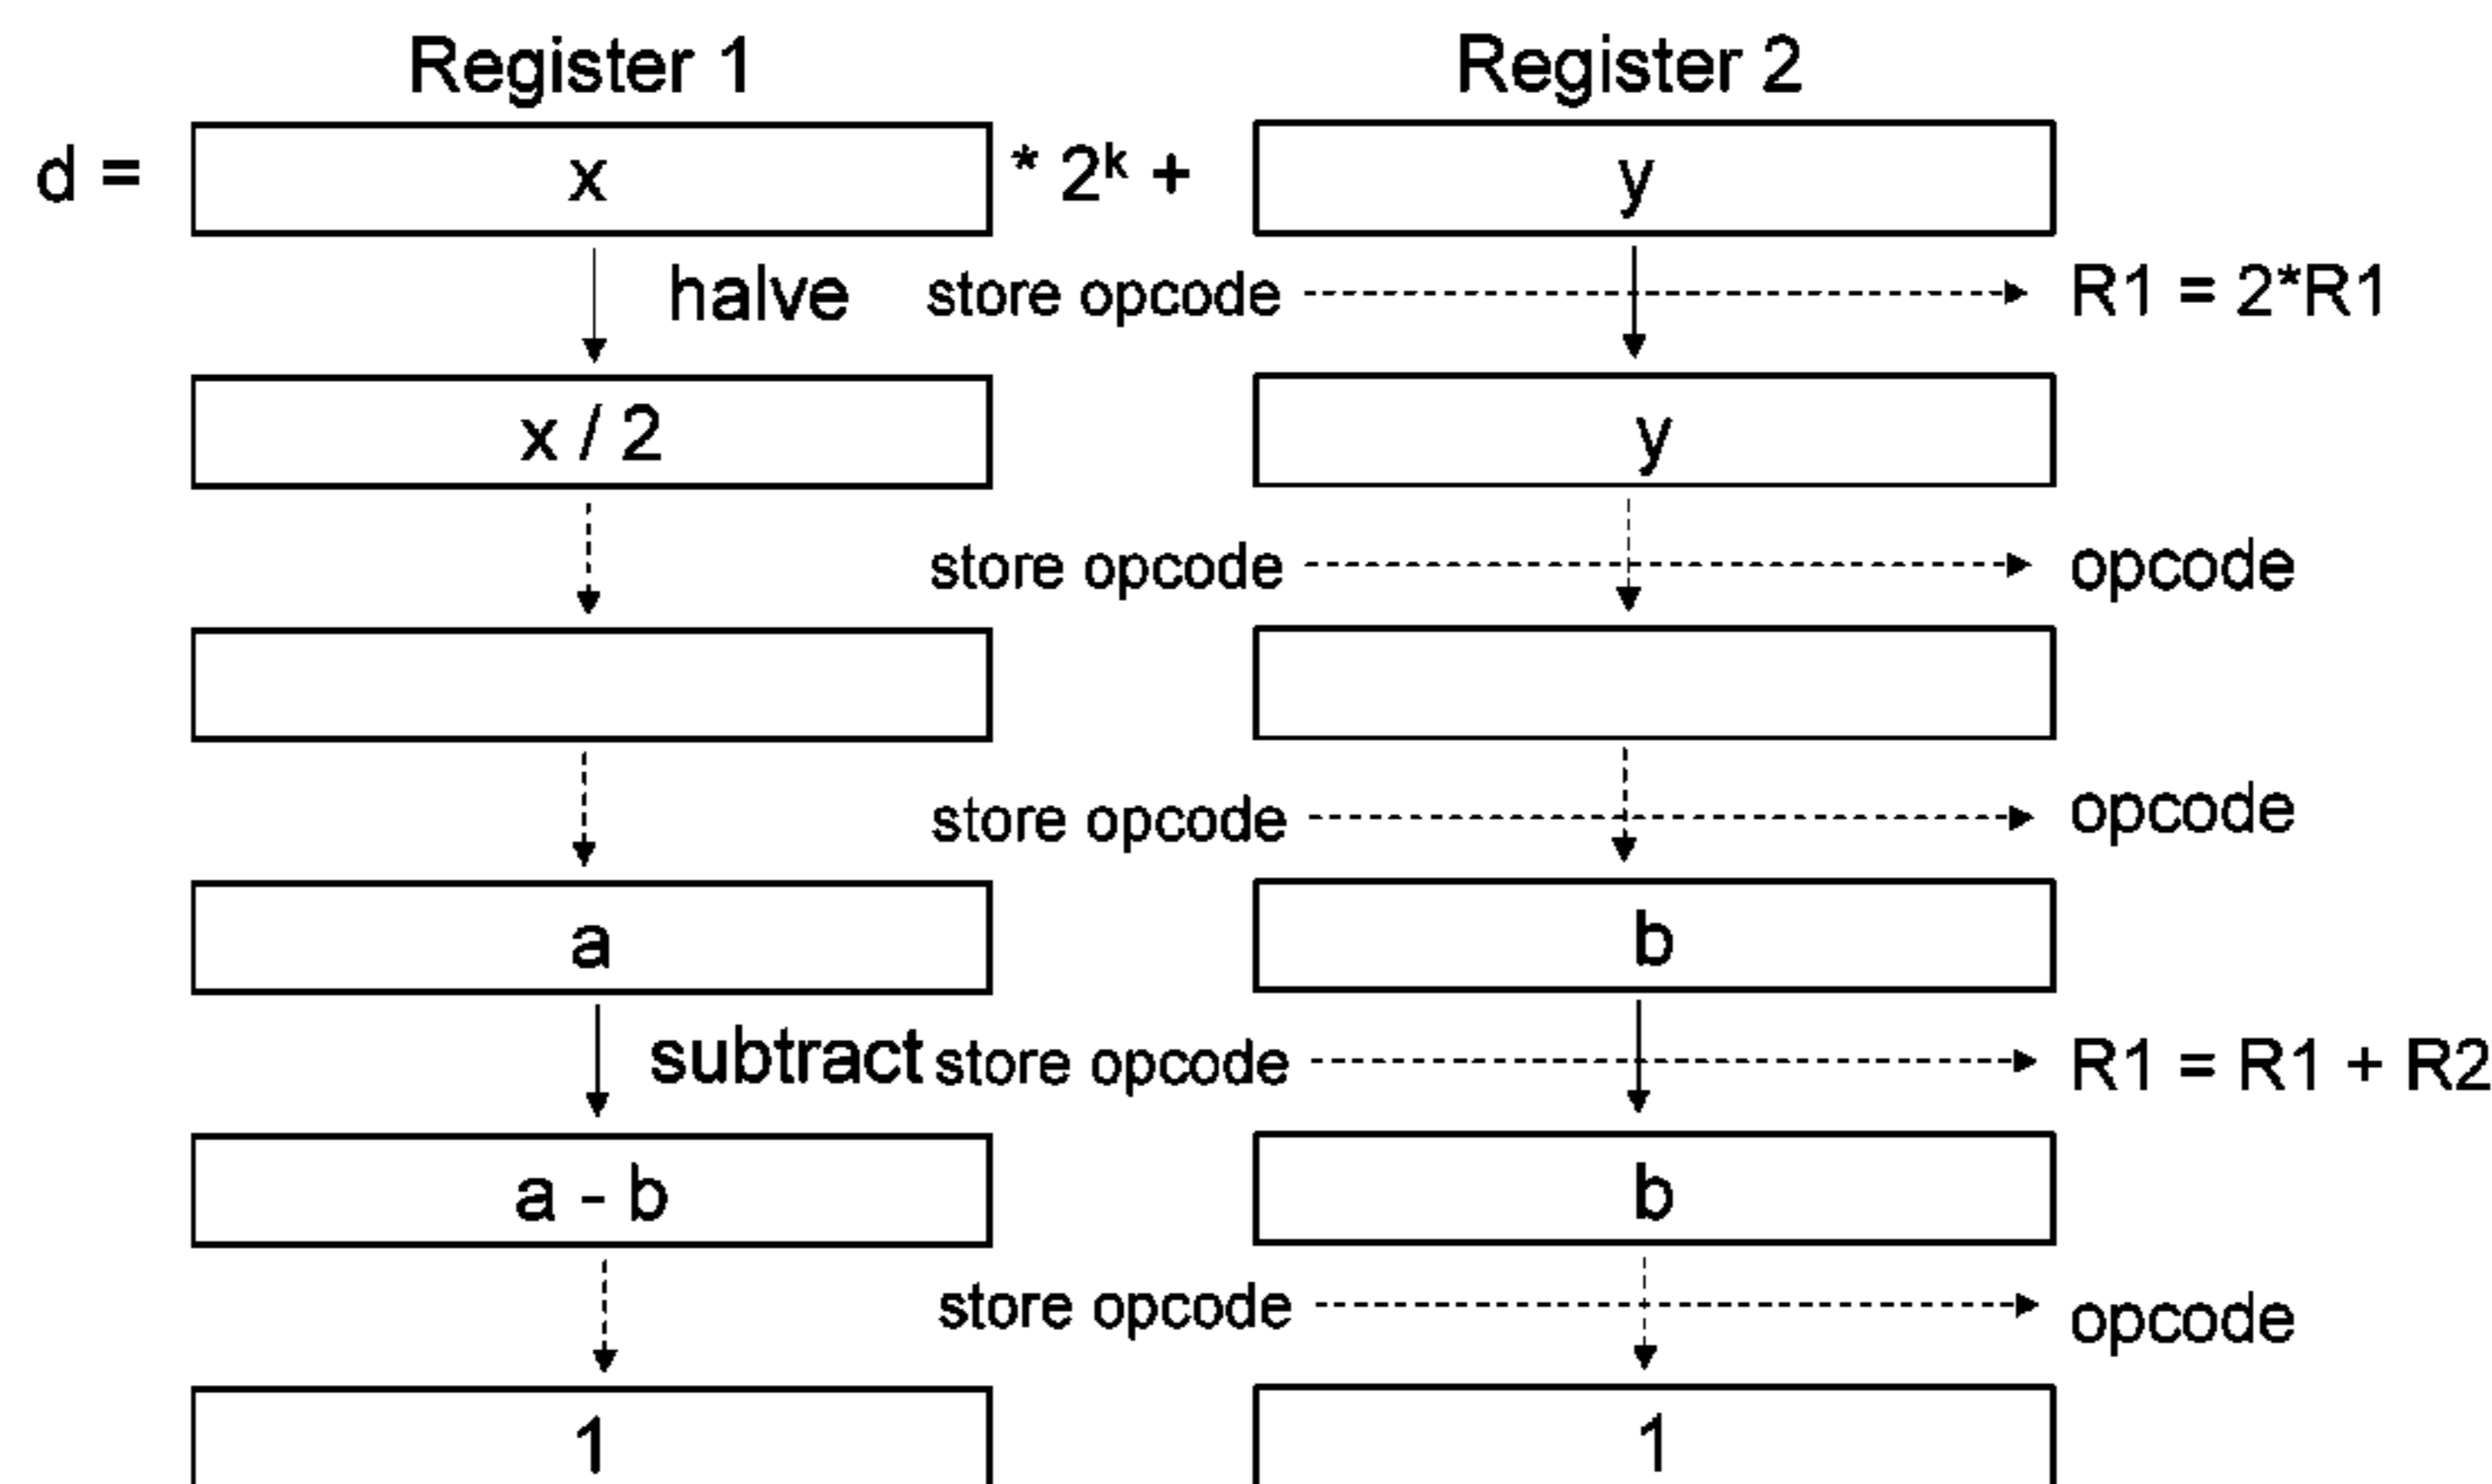 Register 1 Register 2
d = x * 2ᵏ + y
halve store opcode R1 = 2*R1
x / 2 y
store opcode opcode
store opcode opcode
a b
subtract store opcode R1 = R1 + R2
a - b b
store opcode opcode
1 1